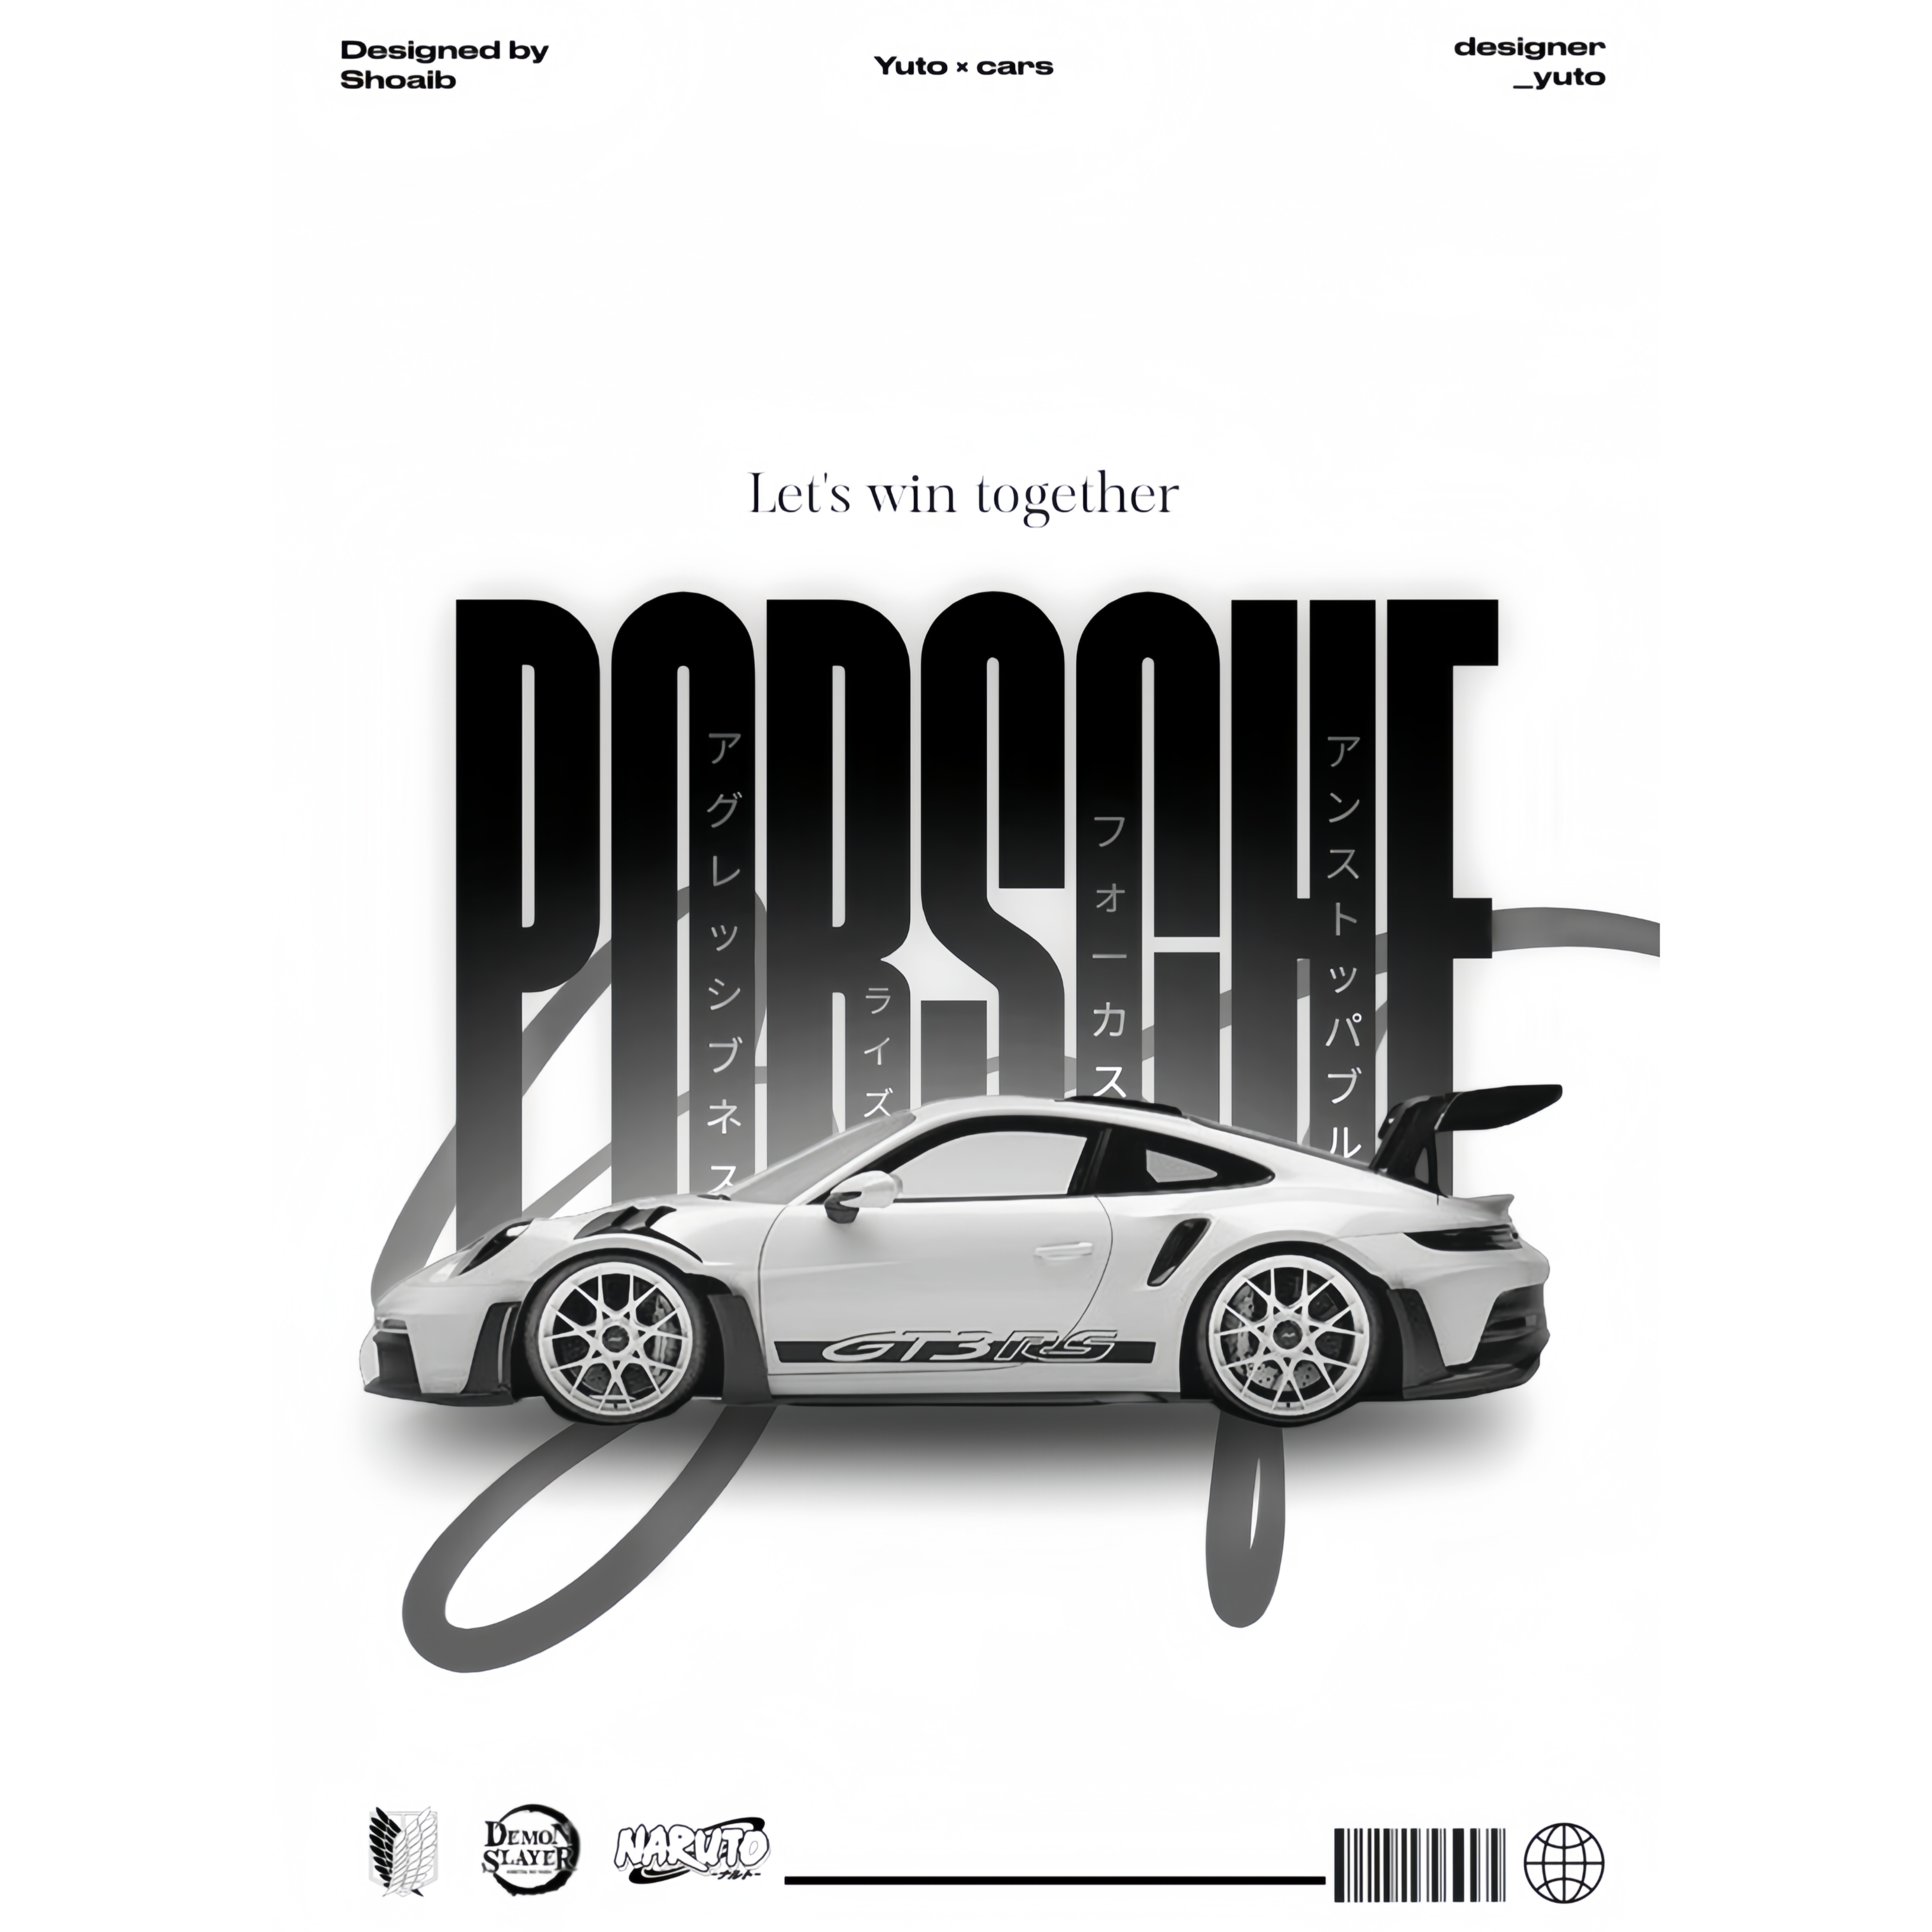 Designed by
Shoaib
Yuto × cars
designer
_yuto
Let's win together
PORSCHE
アグレッシブネス
ライズ
フォーカス
アンストッパブル
GT3 RS
DEMON
SLAYER
NARUTO
ナルト